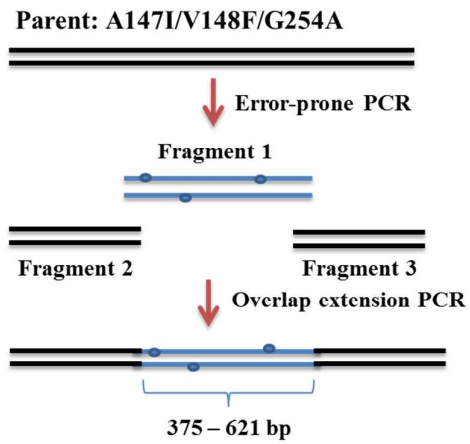 Parent: A147I/V148F/G254A
Error-prone PCR
Fragment 1
Fragment 2
Fragment 3
Overlap extension PCR
375 – 621 bp